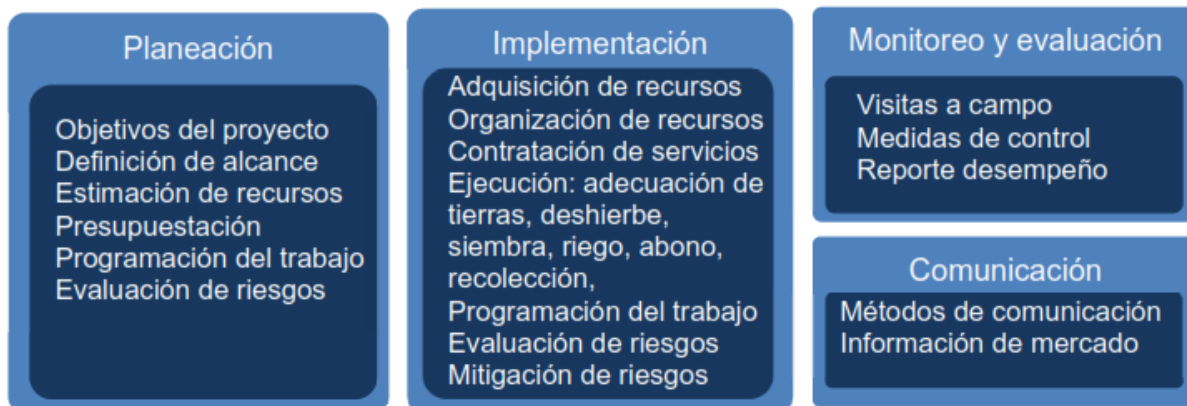 Planeación
Objetivos del proyecto
Definición de alcance
Estimación de recursos
Presupuestación
Programación del trabajo
Evaluación de riesgos
Implementación
Adquisición de recursos
Organización de recursos
Contratación de servicios
Ejecución: adecuación de
tierras, deshierbe,
siembra, riego, abono,
recolección,
Programación del trabajo
Evaluación de riesgos
Mitigación de riesgos
Monitoreo y evaluación
Visitas a campo
Medidas de control
Reporte desempeño
Comunicación
Métodos de comunicación
Información de mercado